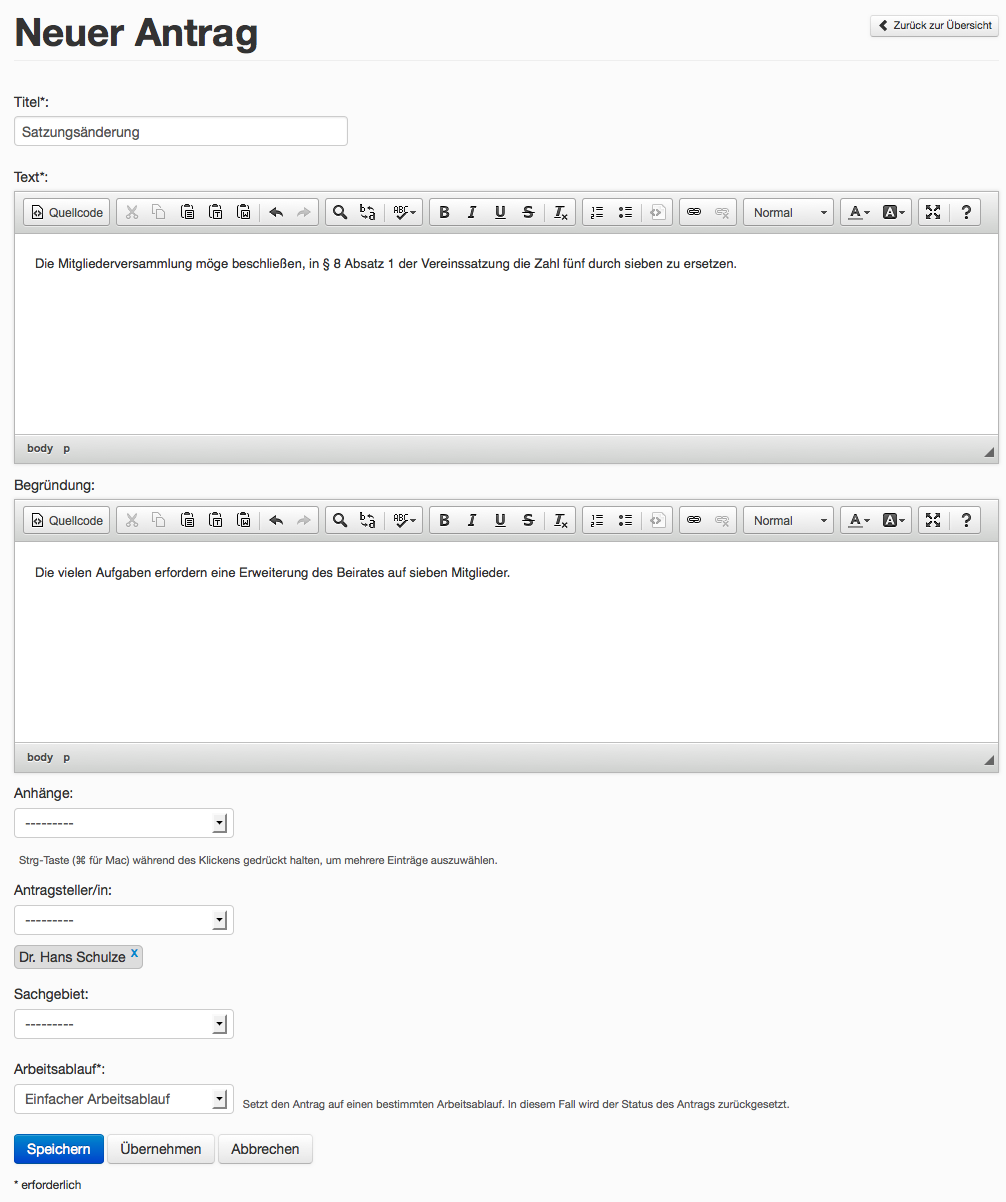 Neuer Antrag
Zurück zur Übersicht
Titel*:
Satzungsänderung
Text*:
Quellcode Normal
Die Mitgliederversammlung möge beschließen, in § 8 Absatz 1 der Vereinssatzung die Zahl fünf durch sieben zu ersetzen.
body p
Begründung:
Quellcode Normal
Die vielen Aufgaben erfordern eine Erweiterung des Beirates auf sieben Mitglieder.
body p
Anhänge:
---------
Strg-Taste (⌘ für Mac) während des Klickens gedrückt halten, um mehrere Einträge auszuwählen.
Antragsteller/in:
---------
Dr. Hans Schulze x
Sachgebiet:
---------
Arbeitsablauf*:
Einfacher Arbeitsablauf Setzt den Antrag auf einen bestimmten Arbeitsablauf. In diesem Fall wird der Status des Antrags zurückgesetzt.
Speichern Übernehmen Abbrechen
* erforderlich